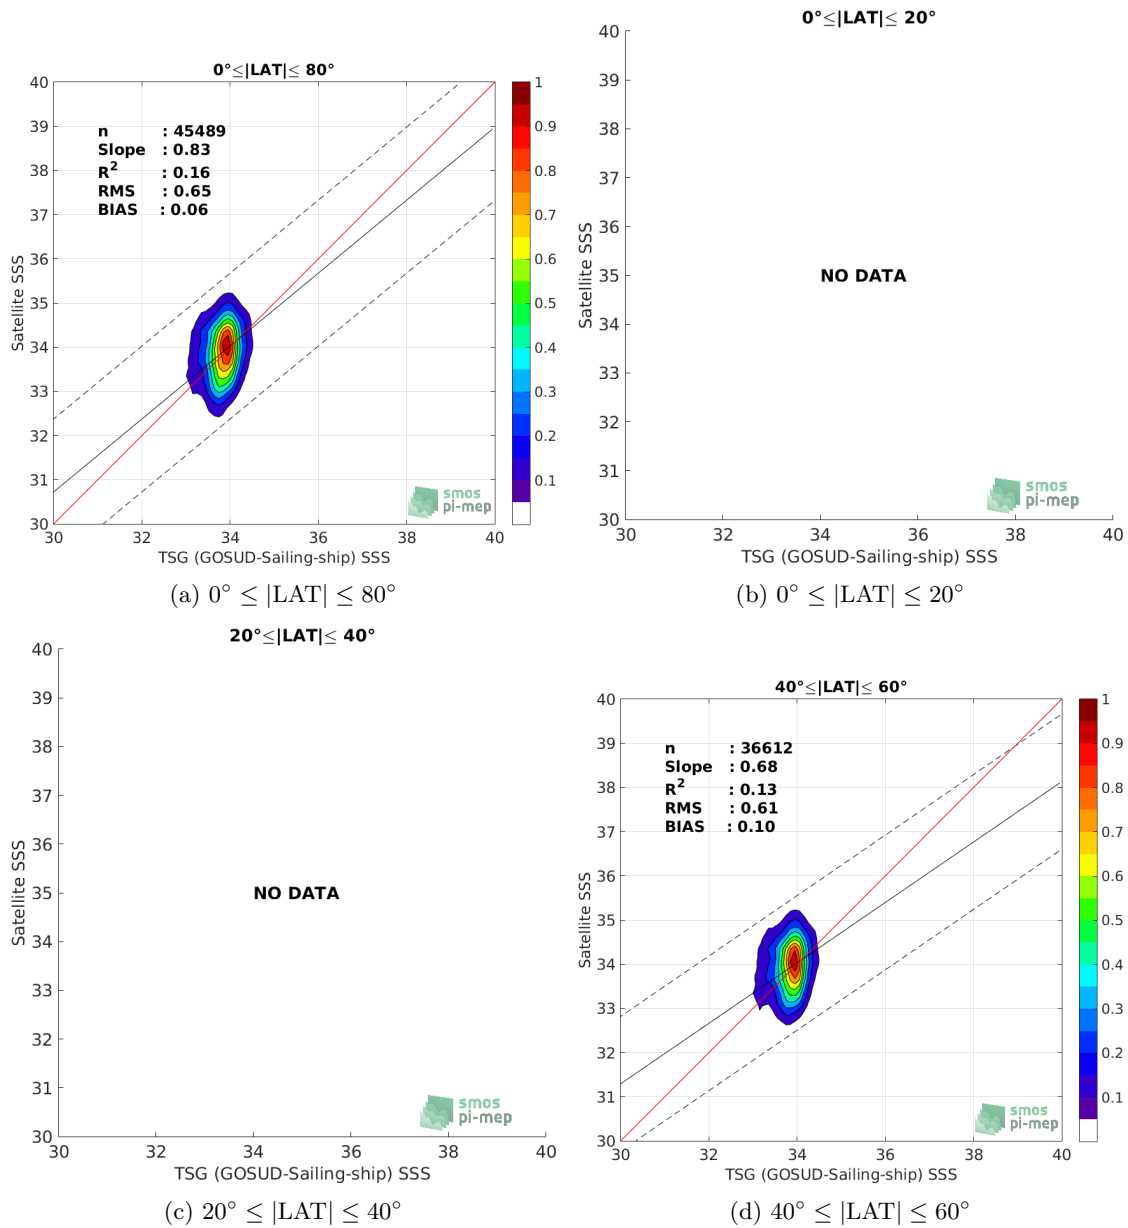 0°≤|LAT|≤ 80°
40
39
38
37
36
35
34
33
32
31
30
n : 45489
Slope : 0.83
R² : 0.16
RMS : 0.65
BIAS : 0.06
Satellite SSS
30 32 34 36 38 40
TSG (GOSUD-Sailing-ship) SSS
1
0.9
0.8
0.7
0.6
0.5
0.4
0.3
0.2
0.1
smos
pi-mep
(a) 0° ≤ |LAT| ≤ 80°
0°≤|LAT|≤ 20°
40
39
38
37
36
35
34
33
32
31
30
NO DATA
Satellite SSS
30 32 34 36 38 40
TSG (GOSUD-Sailing-ship) SSS
smos
pi-mep
(b) 0° ≤ |LAT| ≤ 20°
20°≤|LAT|≤ 40°
40
39
38
37
36
35
34
33
32
31
30
NO DATA
Satellite SSS
30 32 34 36 38 40
TSG (GOSUD-Sailing-ship) SSS
smos
pi-mep
(c) 20° ≤ |LAT| ≤ 40°
40°≤|LAT|≤ 60°
40
39
38
37
36
35
34
33
32
31
30
n : 36612
Slope : 0.68
R² : 0.13
RMS : 0.61
BIAS : 0.10
Satellite SSS
30 32 34 36 38 40
TSG (GOSUD-Sailing-ship) SSS
1
0.9
0.8
0.7
0.6
0.5
0.4
0.3
0.2
0.1
smos
pi-mep
(d) 40° ≤ |LAT| ≤ 60°